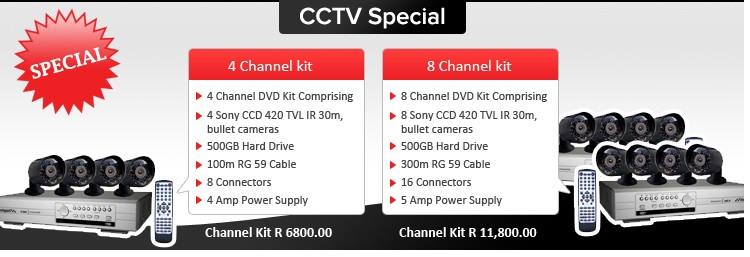 CCTV Special
SPECIAL
4 Channel kit
4 Channel DVD Kit Comprising
4 Sony CCD 420 TVL IR 30m,
bullet cameras
500GB Hard Drive
100m RG 59 Cable
8 Connectors
4 Amp Power Supply
Channel Kit R 6800.00
8 Channel kit
8 Channel DVD Kit Comprising
8 Sony CCD 420 TVL IR 30m,
bullet cameras
500GB Hard Drive
300m RG 59 Cable
16 Connectors
5 Amp Power Supply
Channel Kit R 11,800.00